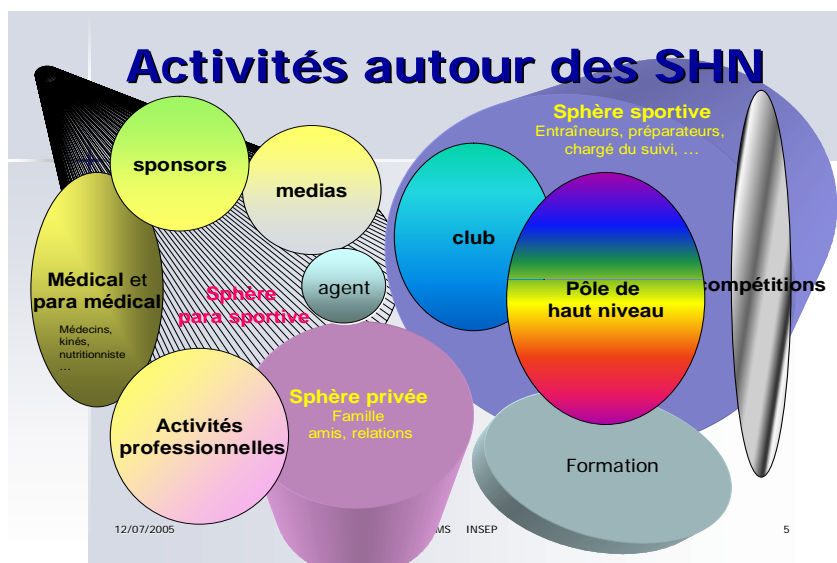 Activités autour des SHN
Sphère sportive
Entraîneurs, préparateurs,
chargé du suivi, …
sponsors
medias
club
Médical et
para médical
Médecins,
kinés,
nutritionniste
…
Sphère
para sportive
agent
Pôle de
haut niveau
compétitions
Sphère privée
Famille
amis, relations
Activités
professionnelles
Formation
12/07/2005
MS INSEP
5